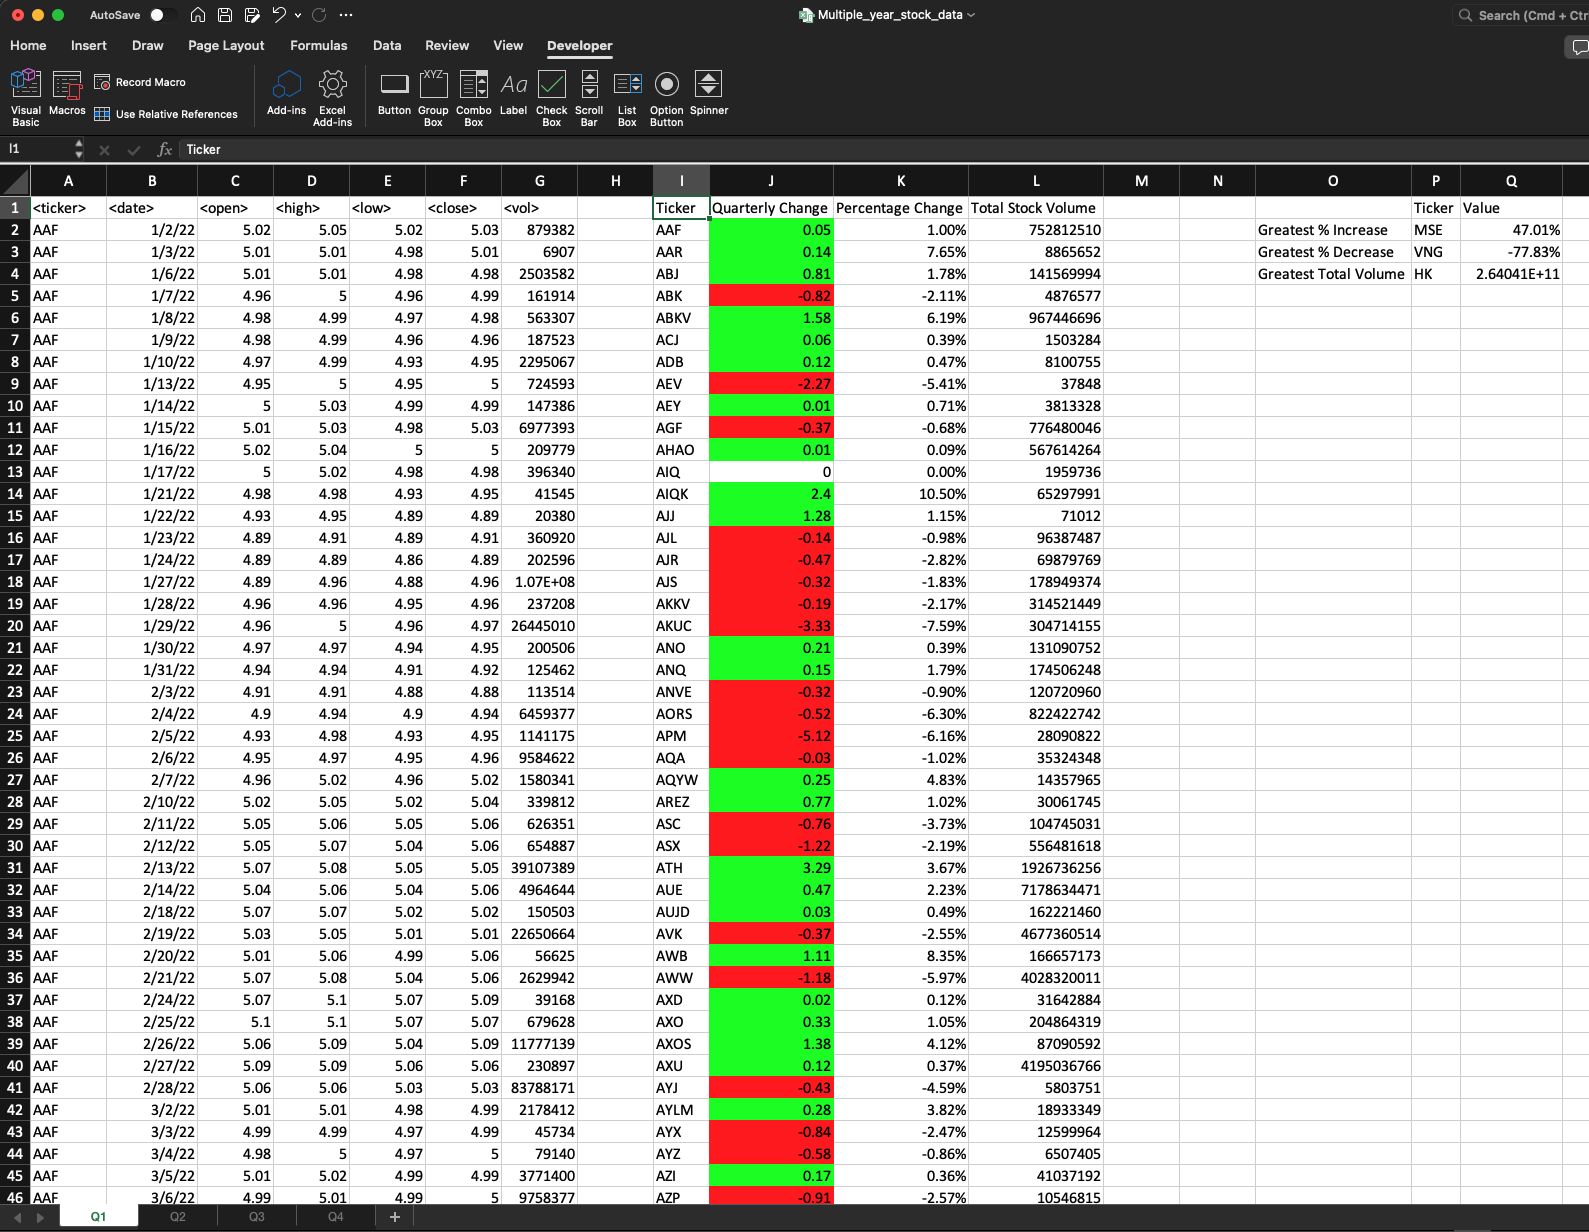 AutoSave
Multiple_year_stock_data
Search (Cmd + Ctr
Home Insert Draw Page Layout Formulas Data Review View Developer
Visual Basic Macros Record Macro Use Relative References Add-ins Excel Add-ins Button Group Box Combo Box Label Check Box Scroll Bar List Box Option Button Spinner
XYZ Aa
I1 fx Ticker
A B C D E F G H I J K L M N O P Q
1 <ticker> <date> <open> <high> <low> <close> <vol> Ticker Quarterly Change Percentage Change Total Stock Volume Ticker Value
2 AAF 1/2/22 5.02 5.05 5.02 5.03 879382 AAF 0.05 1.00% 752812510 Greatest % Increase MSE 47.01%
3 AAF 1/3/22 5.01 5.01 4.98 5.01 6907 AAR 0.14 7.65% 8865652 Greatest % Decrease VNG -77.83%
4 AAF 1/6/22 5.01 5.01 4.98 4.98 2503582 ABJ 0.81 1.78% 141569994 Greatest Total Volume HK 2.64041E+11
5 AAF 1/7/22 4.96 5 4.96 4.99 161914 ABK -0.82 -2.11% 4876577
6 AAF 1/8/22 4.98 4.99 4.97 4.98 563307 ABKV 1.58 6.19% 967446696
7 AAF 1/9/22 4.98 4.99 4.96 4.96 187523 ACJ 0.06 0.39% 1503284
8 AAF 1/10/22 4.97 4.99 4.93 4.95 2295067 ADB 0.12 0.47% 8100755
9 AAF 1/13/22 4.95 5 4.95 5 724593 AEV -2.27 -5.41% 37848
10 AAF 1/14/22 5 5.03 4.99 4.99 147386 AEY 0.01 0.71% 3813328
11 AAF 1/15/22 5.01 5.03 4.98 5.03 6977393 AGF -0.37 -0.68% 776480046
12 AAF 1/16/22 5.02 5.04 5 5 209779 AHAO 0.01 0.09% 567614264
13 AAF 1/17/22 5 5.02 4.98 4.98 396340 AIQ 0 0.00% 1959736
14 AAF 1/21/22 4.98 4.98 4.93 4.95 41545 AIQK 2.4 10.50% 65297991
15 AAF 1/22/22 4.93 4.95 4.89 4.89 20380 AJJ 1.28 1.15% 71012
16 AAF 1/23/22 4.89 4.91 4.89 4.91 360920 AJL -0.14 -0.98% 96387487
17 AAF 1/24/22 4.89 4.89 4.86 4.89 202596 AJR -0.47 -2.82% 69879769
18 AAF 1/27/22 4.89 4.96 4.88 4.96 1.07E+08 AJS -0.32 -1.83% 178949374
19 AAF 1/28/22 4.96 4.96 4.95 4.96 237208 AKKV -0.19 -2.17% 314521449
20 AAF 1/29/22 4.96 5 4.96 4.97 26445010 AKUC -3.33 -7.59% 304714155
21 AAF 1/30/22 4.97 4.97 4.94 4.95 200506 ANO 0.21 0.39% 131090752
22 AAF 1/31/22 4.94 4.94 4.91 4.92 125462 ANQ 0.15 1.79% 174506248
23 AAF 2/3/22 4.91 4.91 4.88 4.88 113514 ANVE -0.32 -0.90% 120720960
24 AAF 2/4/22 4.9 4.94 4.9 4.94 6459377 AORS -0.52 -6.30% 822422742
25 AAF 2/5/22 4.93 4.98 4.93 4.95 1141175 APM -5.12 -6.16% 28090822
26 AAF 2/6/22 4.95 4.97 4.95 4.96 9584622 AQA -0.03 -1.02% 35324348
27 AAF 2/7/22 4.96 5.02 4.96 5.02 1580341 AQYW 0.25 4.83% 14357965
28 AAF 2/10/22 5.02 5.05 5.02 5.04 339812 AREZ 0.77 1.02% 30061745
29 AAF 2/11/22 5.05 5.06 5.05 5.06 626351 ASC -0.76 -3.73% 104745031
30 AAF 2/12/22 5.05 5.07 5.04 5.06 654887 ASX -1.22 -2.19% 556481618
31 AAF 2/13/22 5.07 5.08 5.05 5.05 39107389 ATH 3.29 3.67% 1926736256
32 AAF 2/14/22 5.04 5.06 5.04 5.06 4964644 AUE 0.47 2.23% 7178634471
33 AAF 2/18/22 5.07 5.07 5.02 5.02 150503 AUJD 0.03 0.49% 162221460
34 AAF 2/19/22 5.03 5.05 5.01 5.01 22650664 AVK -0.37 -2.55% 4677360514
35 AAF 2/20/22 5.01 5.06 4.99 5.06 56625 AWB 1.11 8.35% 166657173
36 AAF 2/21/22 5.07 5.08 5.04 5.06 2629942 AWW -1.18 -5.97% 4028320011
37 AAF 2/24/22 5.07 5.1 5.07 5.09 39168 AXD 0.02 0.12% 31642884
38 AAF 2/25/22 5.1 5.1 5.07 5.07 679628 AXO 0.33 1.05% 204864319
39 AAF 2/26/22 5.06 5.09 5.04 5.09 11777139 AXOS 1.38 4.12% 87090592
40 AAF 2/27/22 5.09 5.09 5.06 5.06 230897 AXU 0.12 0.37% 4195036766
41 AAF 2/28/22 5.06 5.06 5.03 5.03 83788171 AYJ -0.43 -4.59% 5803751
42 AAF 3/2/22 5.01 5.01 4.98 4.99 2178412 AYLM 0.28 3.82% 18933349
43 AAF 3/3/22 4.99 4.99 4.97 4.99 45734 AYX -0.84 -2.47% 12599964
44 AAF 3/4/22 4.98 5 4.97 5 79140 AYZ -0.58 -0.86% 6507405
45 AAF 3/5/22 5.01 5.02 4.99 4.99 3771400 AZI 0.17 0.36% 41037192
46 AAF 3/6/22 4.99 5.01 4.99 5 9758377 AZP -0.91 -2.57% 10546815
Q1 Q2 Q3 Q4 +